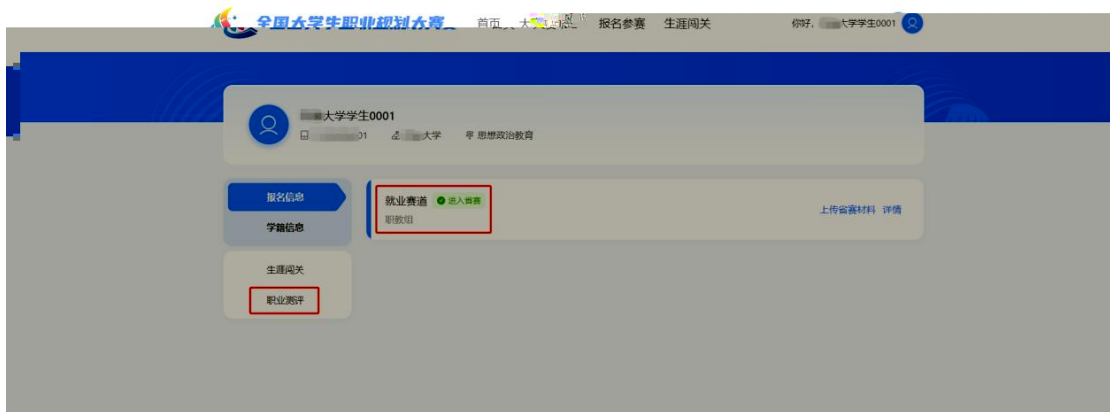 全国大学生职业规划大赛 首页 大 报名参赛 生涯闯关 你好, 大学学生0001
大学学生0001
01 大学 思想政治教育
报名信息
就业赛道 进入省赛
职教组
上传省赛材料 详情
学籍信息
生涯闯关
职业测评